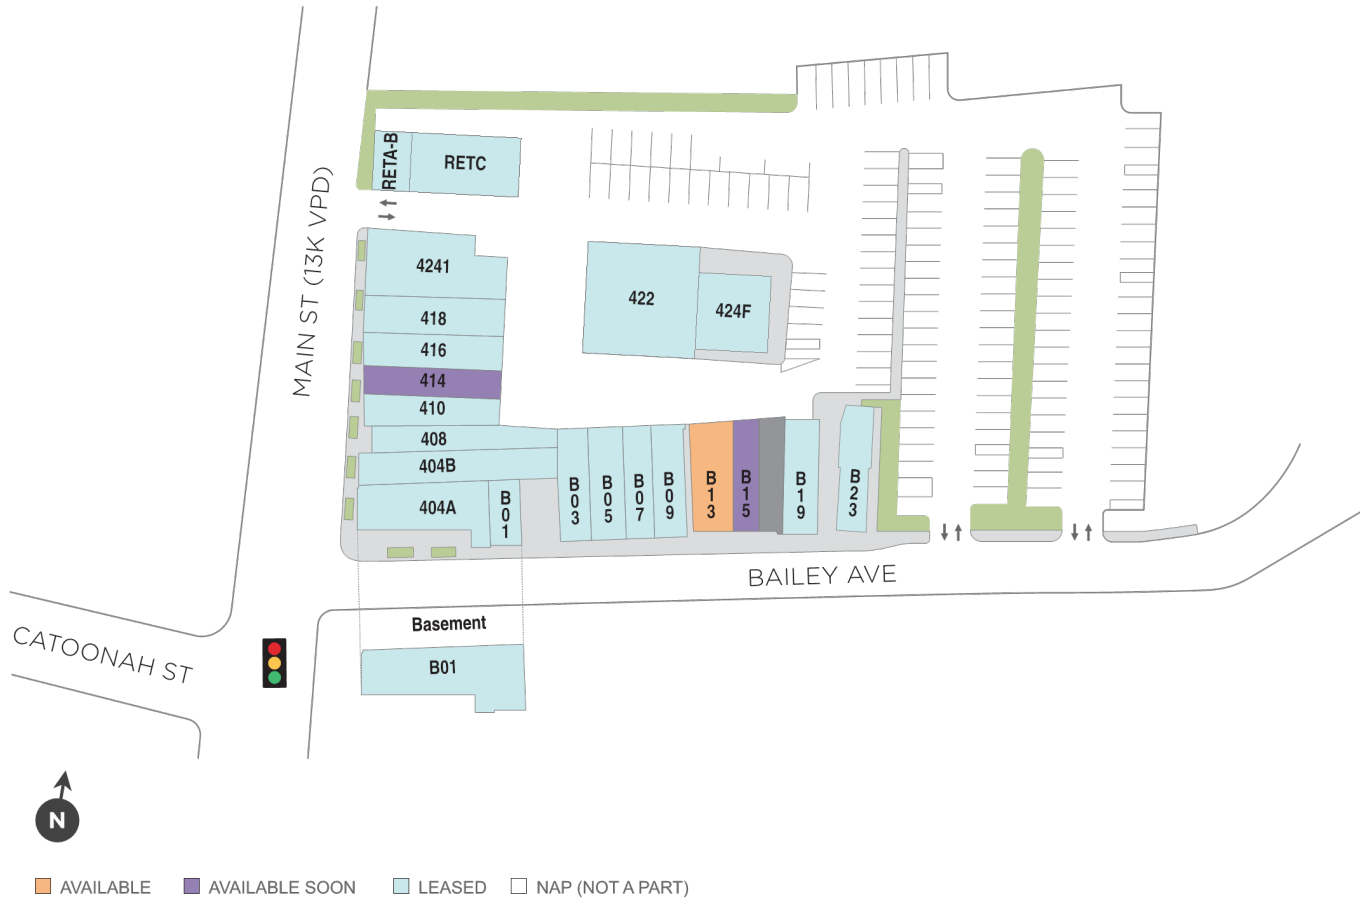 RETA-B
RETC
MAIN ST (13K VPD)
4241
418
416
414
410
408
404B
404A
B01
422
424F
B03
B05
B07
B09
B13
B15
B19
B23
BAILEY AVE
CATOONAH ST
Basement
B01
N
AVAILABLE
AVAILABLE SOON
LEASED
NAP (NOT A PART)